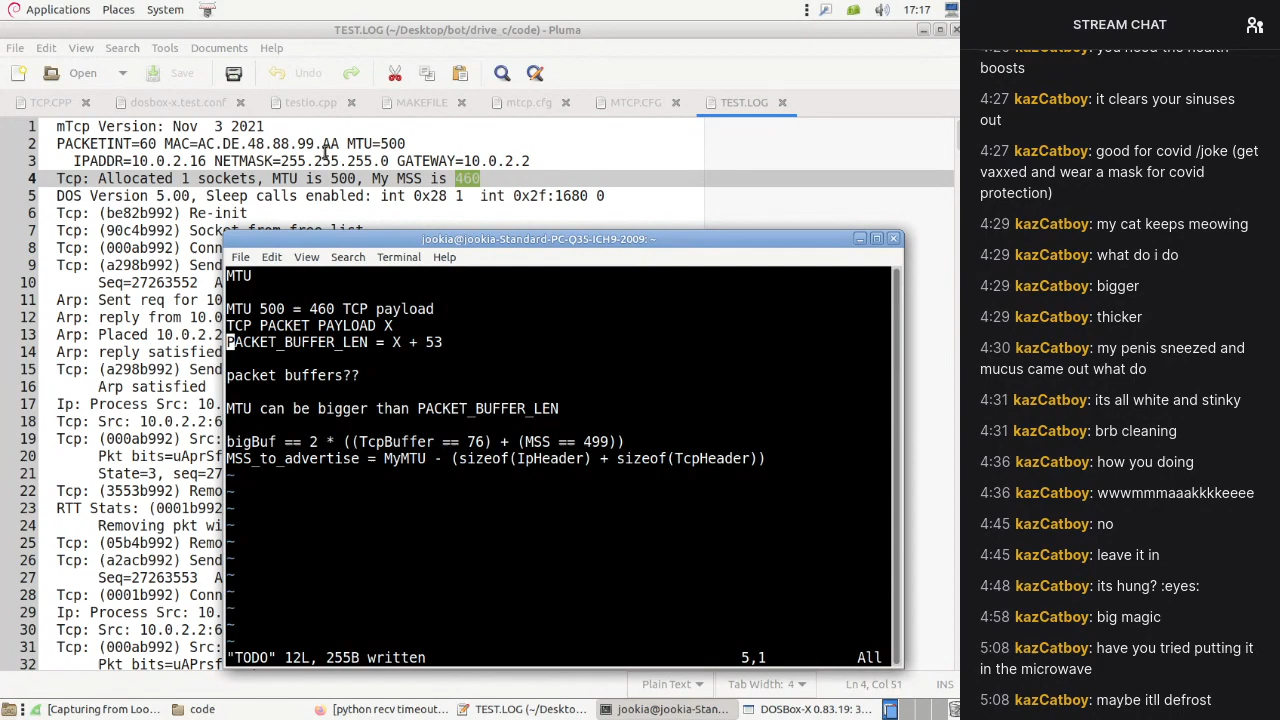 Applications Places System 17:17
TEST.LOG (~/Desktop/bot/drive_c/code) - Pluma
File Edit View Search Tools Documents Help
Open Save Undo
TC.CPP dosbox-x.test.conf testio.cpp MAKEFILE mtcp.cfg MTCP.CFG TEST.LOG
1 mTcp Version: Nov 3 2021
2 PACKETINT=60 MAC=AC.DE.48.88.99.AA MTU=500
3 IPADDR=10.0.2.16 NETMASK=255.255.255.0 GATEWAY=10.0.2.2
4 Tcp: Allocated 1 sockets, MTU is 500, My MSS is 460
5 DOS Version 5.00, Sleep calls enabled: int 0x28 1 int 0x2f:1680 0
6 Tcp: (be82b992) Re-init
7 Tcp: (90c4b992) Socket from free list
8 Tcp: (000ab992) Conn
9 Tcp: (a298b992) Send
10 Seq=27263552 A
11 Arp: Sent req for 10
12 Arp: reply from 10.0
13 Arp: Placed 10.0.2.2
14 Arp: reply satisfied
15 Tcp: (a298b992) Send
16 Arp satisfied
17 Ip: Process Src: 10.
18 Tcp: Src: 10.0.2.2:6
19 Tcp: (000ab992) Src:
20 Pkt bits=uAprSf
21 State=3, seq=27
22 Tcp: (3553b992) Remo
23 RTT Stats: (0001b992
24 Removing pkt wi
25 Tcp: (05b4b992) Remo
26 Tcp: (a2acb992) Send
27 Seq=27263553 A
28 Tcp: (0001b992) Conn
29 Ip: Process Src: 10.
30 Tcp: Src: 10.0.2.2:6
31 Tcp: (000ab992) Src:
32 Pkt bits=uAPrsf
jookia@jookia-Standard-PC-Q35-ICH9-2009: ~
File Edit View Search Terminal Help
MTU
MTU 500 = 460 TCP payload
TCP PACKET PAYLOAD X
PACKET_BUFFER_LEN = X + 53
packet buffers??
MTU can be bigger than PACKET_BUFFER_LEN
bigBuf == 2 * ((TcpBuffer == 76) + (MSS == 499))
MSS_to_advertise = MyMTU - (sizeof(IpHeader) + sizeof(TcpHeader))
~
~
~
~
~
~
~
~
~
~
~
"TODO" 12L, 255B written 5,1 All
Plain Text Tab Width: 4 Ln 4, Col 51 INS
[Capturing from Loo... code [python recv timeout... TEST.LOG (~/Deskto... jookia@jookia-Stan... DOSBox-X 0.83.19: 3...
STREAM CHAT
kazCatboy: you need the health
boosts
4:27 kazCatboy: it clears your sinuses
out
4:27 kazCatboy: good for covid /joke (get
vaxxed and wear a mask for covid
protection)
4:29 kazCatboy: my cat keeps meowing
4:29 kazCatboy: what do i do
4:29 kazCatboy: bigger
4:29 kazCatboy: thicker
4:30 kazCatboy: my penis sneezed and
mucus came out what do
4:31 kazCatboy: its all white and stinky
4:31 kazCatboy: brb cleaning
4:36 kazCatboy: how you doing
4:36 kazCatboy: wwwmmmaaakkkkeeee
4:45 kazCatboy: no
4:45 kazCatboy: leave it in
4:48 kazCatboy: its hung? :eyes:
4:58 kazCatboy: big magic
5:08 kazCatboy: have you tried putting it
in the microwave
5:08 kazCatboy: maybe itll defrost